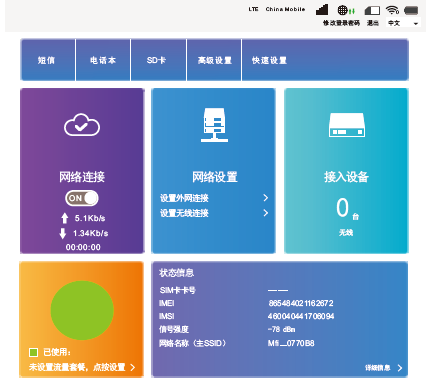 LTE China Mobile
修改登录密码 退出 中文
短信 电话本 SD卡 高级设置 快速设置
网络连接
ON
5.1Kb/s
1.34Kb/s
00:00:00
网络设置
设置外网连接
设置无线连接
接入设备
0 台
无线
已使用:
未设置流量套餐，点按设置
状态信息
SIM卡卡号 ——
IMEI 865484021162672
IMSI 460040441706094
信号强度 -78 dBm
网络名称（主SSID） Mfi__0770B8
详细信息